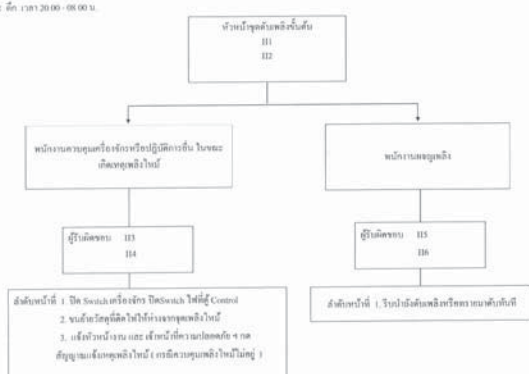 : ดึก เวลา 20.00 - 08.00 น.
หัวหน้าชุดดับเพลิงขั้นต้น
II1
II2
พนักงานควบคุมเครื่องจักรหรือปฏิบัติการอื่น ในขณะ
เกิดเหตุเพลิงไหม้
พนักงานผจญเพลิง
ผู้รับผิดชอบ II3
II4
ผู้รับผิดชอบ II5
II6
ลำดับหน้าที่ 1. ปิด Switch เครื่องจักร ปิดSwitch ไฟที่ตู้ Control
2. ขนย้ายวัสดุที่ติดไฟให้ห่างจากจุดเพลิงไหม้
3. แจ้งหัวหน้างาน และ เจ้าหน้าที่ความปลอดภัย ฯ กด
สัญญาณแจ้งเหตุเพลิงไหม้ ( กรณีควบคุมเพลิงไหม้ไม่อยู่ )
ลำดับหน้าที่ 1. รีบนำถังดับเพลิงหรือทรายมาดับทันที